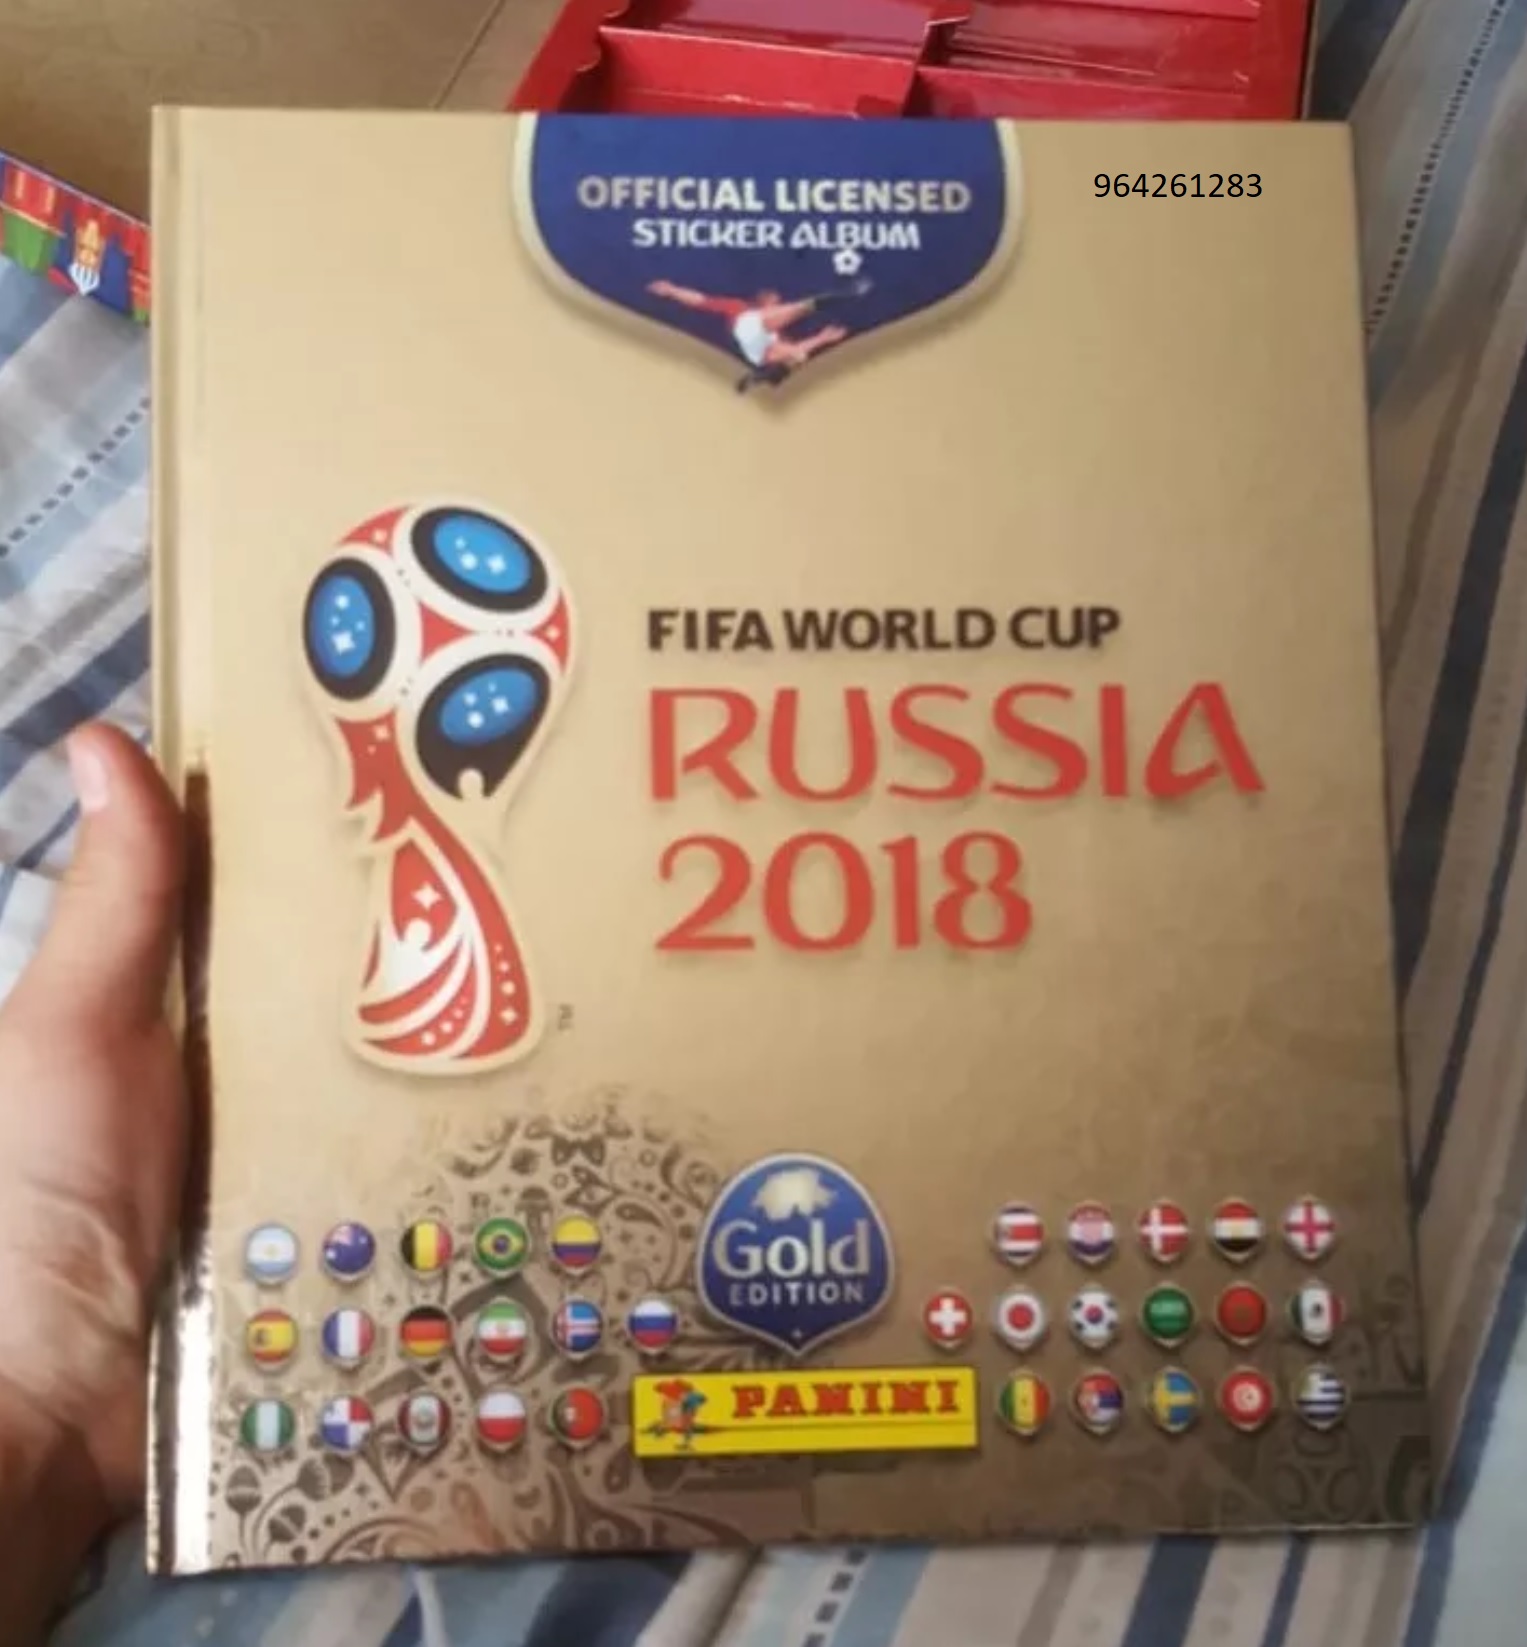 OFFICIAL LICENSED
STICKER ALBUM
964261283
FIFA WORLD CUP
RUSSIA
2018
Gold
EDITION
PANINI